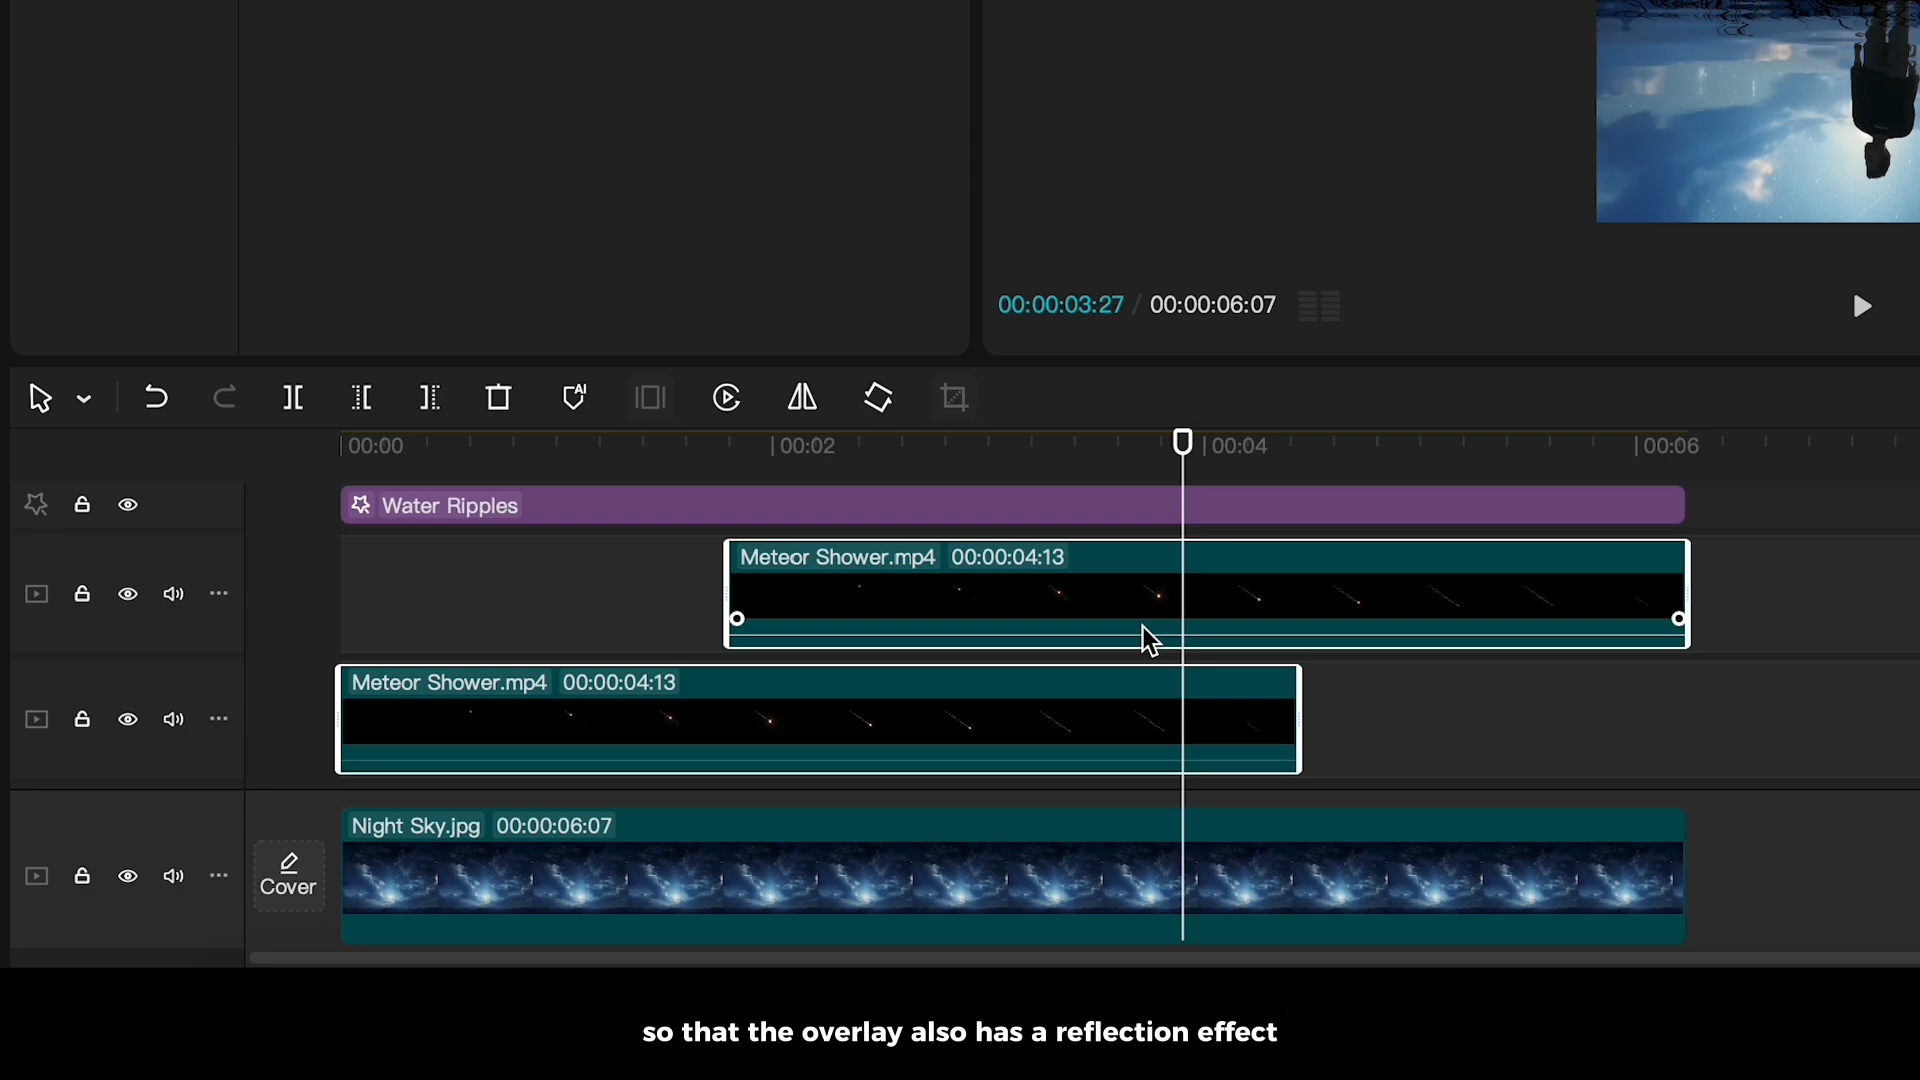 00:00:03:27 / 00:00:06:07
AI
00:00 00:02 00:04 00:06
Water Ripples
Meteor Shower.mp4 00:00:04:13
Meteor Shower.mp4 00:00:04:13
Night Sky.jpg 00:00:06:07
Cover
so that the overlay also has a reflection effect